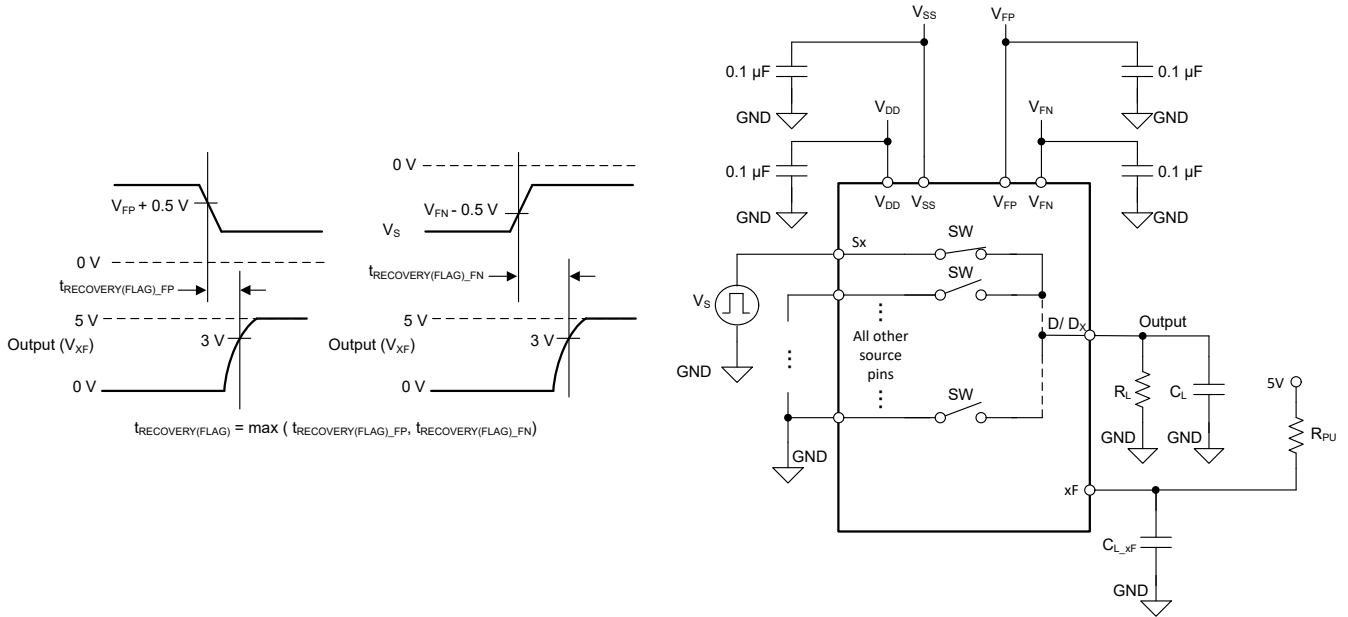 0 V
V_FP + 0.5 V
0 V
t_RECOVERY(FLAG)_FP
5 V
3 V
Output (V_XF)
0 V
0 V
V_FN - 0.5 V
V_S
t_RECOVERY(FLAG)_FN
5 V
3 V
Output (V_XF)
0 V
t_RECOVERY(FLAG) = max ( t_RECOVERY(FLAG)_FP, t_RECOVERY(FLAG)_FN)
V_SS
V_FP
0.1 µF
0.1 µF
GND
GND
V_DD
V_FN
0.1 µF
0.1 µF
GND
GND
V_DD
V_SS
V_FP
V_FN
Sx
SW
SW
V_S
GND
All other
source
pins
SW
GND
D/ D_X
Output
R_L
C_L
GND
GND
5V
R_PU
xF
C_L_xF
GND